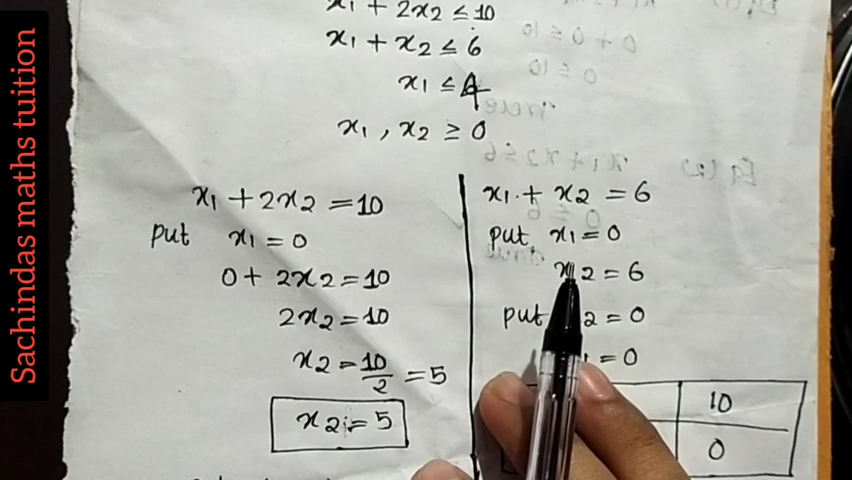 Sachindas maths tuition
x1 + 2x2 ≤ 10
x1 + x2 ≤ 6
x1 ≤ 4
x1, x2 ≥ 0
x1 + 2x2 = 10
put x1 = 0
0 + 2x2 = 10
2x2 = 10
x2 = 10/2 = 5
x2 = 5
x1 + x2 = 6
put x1 = 0
x2 = 6
put 2 = 0
1 = 0
10
0